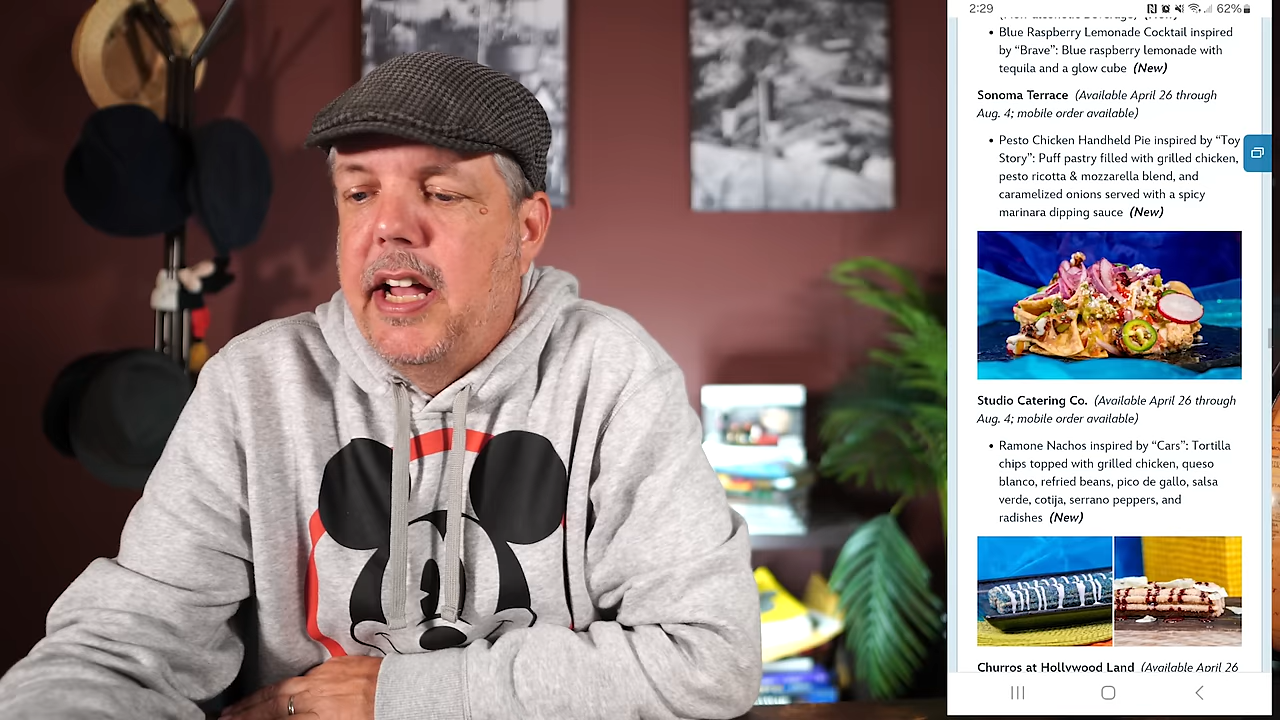 2:29
62%
(Non-alcoholic Beverage) (New)
• Blue Raspberry Lemonade Cocktail inspired
by “Brave”: Blue raspberry lemonade with
tequila and a glow cube (New)
Sonoma Terrace (Available April 26 through
Aug. 4; mobile order available)
• Pesto Chicken Handheld Pie inspired by “Toy
Story”: Puff pastry filled with grilled chicken,
pesto ricotta & mozzarella blend, and
caramelized onions served with a spicy
marinara dipping sauce (New)
Studio Catering Co. (Available April 26 through
Aug. 4; mobile order available)
• Ramone Nachos inspired by “Cars”: Tortilla
chips topped with grilled chicken, queso
blanco, refried beans, pico de gallo, salsa
verde, cotija, serrano peppers, and
radishes (New)
Churros at Hollywood Land (Available April 26